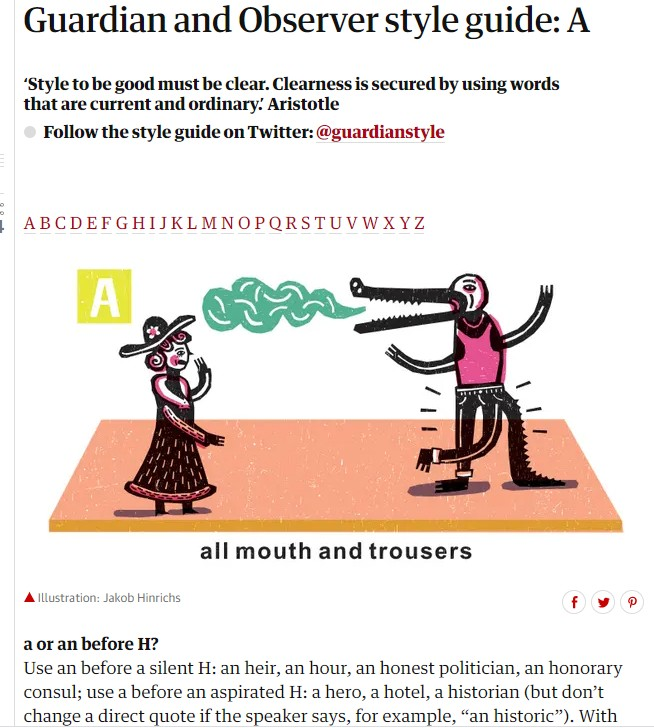 Guardian and Observer style guide: A
‘Style to be good must be clear. Clearness is secured by using words
that are current and ordinary.’ Aristotle
Follow the style guide on Twitter: @guardianstyle
A B C D E F G H I J K L M N O P Q R S T U V W X Y Z
A
all mouth and trousers
Illustration: Jakob Hinrichs
a or an before H?
Use an before a silent H: an heir, an hour, an honest politician, an honorary
consul; use a before an aspirated H: a hero, a hotel, a historian (but don’t
change a direct quote if the speaker says, for example, “an historic”). With